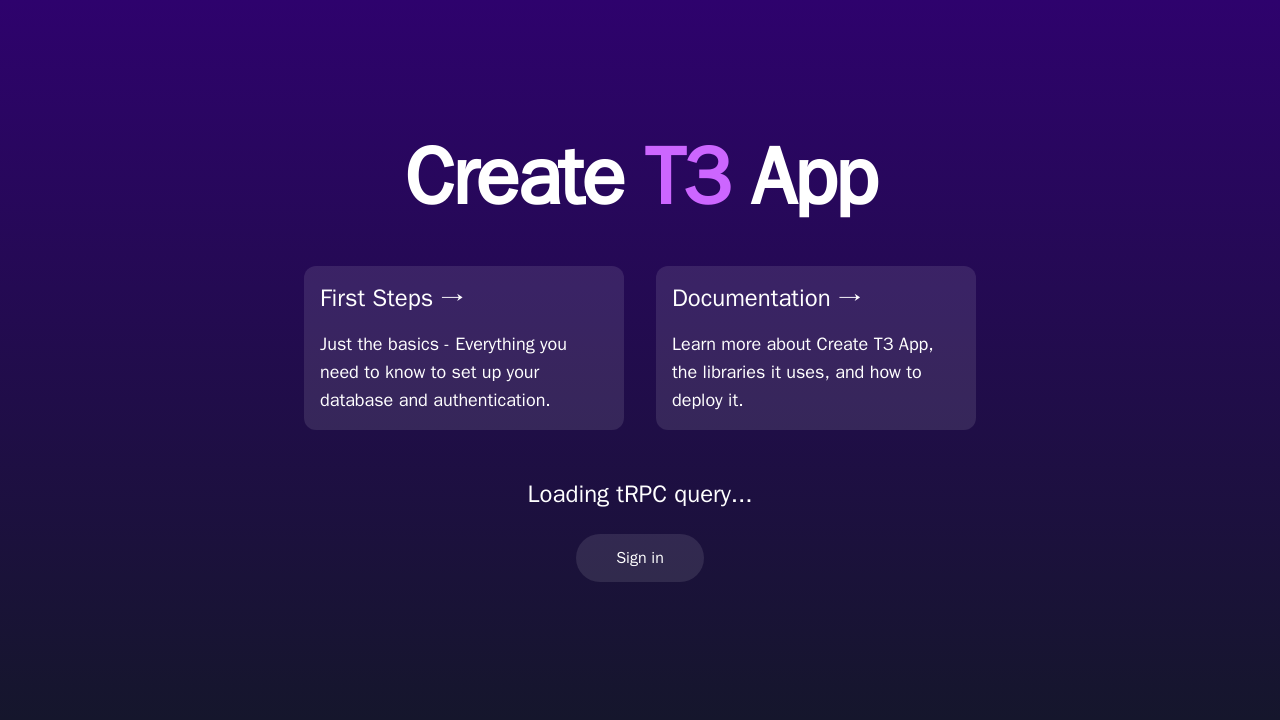 Create T3 App
First Steps →
Just the basics - Everything you
need to know to set up your
database and authentication.
Documentation →
Learn more about Create T3 App,
the libraries it uses, and how to
deploy it.
Loading tRPC query...
Sign in